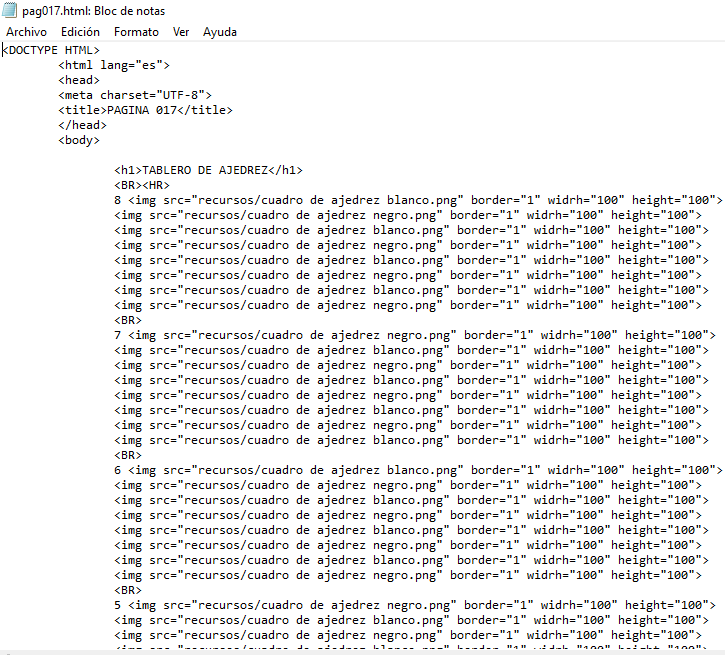 pag017.html: Bloc de notas
Archivo Edición Formato Ver Ayuda
<DOCTYPE HTML>
<html lang="es">
<head>
<meta charset="UTF-8">
<title>PAGINA 017</title>
</head>
<body>
<h1>TABLERO DE AJEDREZ</h1>
<BR><HR>
8 <img src="recursos/cuadro de ajedrez blanco.png" border="1" widrh="100" height="100">
<img src="recursos/cuadro de ajedrez negro.png" border="1" widrh="100" height="100">
<img src="recursos/cuadro de ajedrez blanco.png" border="1" widrh="100" height="100">
<img src="recursos/cuadro de ajedrez negro.png" border="1" widrh="100" height="100">
<img src="recursos/cuadro de ajedrez blanco.png" border="1" widrh="100" height="100">
<img src="recursos/cuadro de ajedrez negro.png" border="1" widrh="100" height="100">
<img src="recursos/cuadro de ajedrez blanco.png" border="1" widrh="100" height="100">
<img src="recursos/cuadro de ajedrez negro.png" border="1" widrh="100" height="100">
<BR>
7 <img src="recursos/cuadro de ajedrez negro.png" border="1" widrh="100" height="100">
<img src="recursos/cuadro de ajedrez blanco.png" border="1" widrh="100" height="100">
<img src="recursos/cuadro de ajedrez negro.png" border="1" widrh="100" height="100">
<img src="recursos/cuadro de ajedrez blanco.png" border="1" widrh="100" height="100">
<img src="recursos/cuadro de ajedrez negro.png" border="1" widrh="100" height="100">
<img src="recursos/cuadro de ajedrez blanco.png" border="1" widrh="100" height="100">
<img src="recursos/cuadro de ajedrez negro.png" border="1" widrh="100" height="100">
<img src="recursos/cuadro de ajedrez blanco.png" border="1" widrh="100" height="100">
<BR>
6 <img src="recursos/cuadro de ajedrez blanco.png" border="1" widrh="100" height="100">
<img src="recursos/cuadro de ajedrez negro.png" border="1" widrh="100" height="100">
<img src="recursos/cuadro de ajedrez blanco.png" border="1" widrh="100" height="100">
<img src="recursos/cuadro de ajedrez negro.png" border="1" widrh="100" height="100">
<img src="recursos/cuadro de ajedrez blanco.png" border="1" widrh="100" height="100">
<img src="recursos/cuadro de ajedrez negro.png" border="1" widrh="100" height="100">
<img src="recursos/cuadro de ajedrez blanco.png" border="1" widrh="100" height="100">
<img src="recursos/cuadro de ajedrez negro.png" border="1" widrh="100" height="100">
<BR>
5 <img src="recursos/cuadro de ajedrez negro.png" border="1" widrh="100" height="100">
<img src="recursos/cuadro de ajedrez blanco.png" border="1" widrh="100" height="100">
<img src="recursos/cuadro de ajedrez negro.png" border="1" widrh="100" height="100">